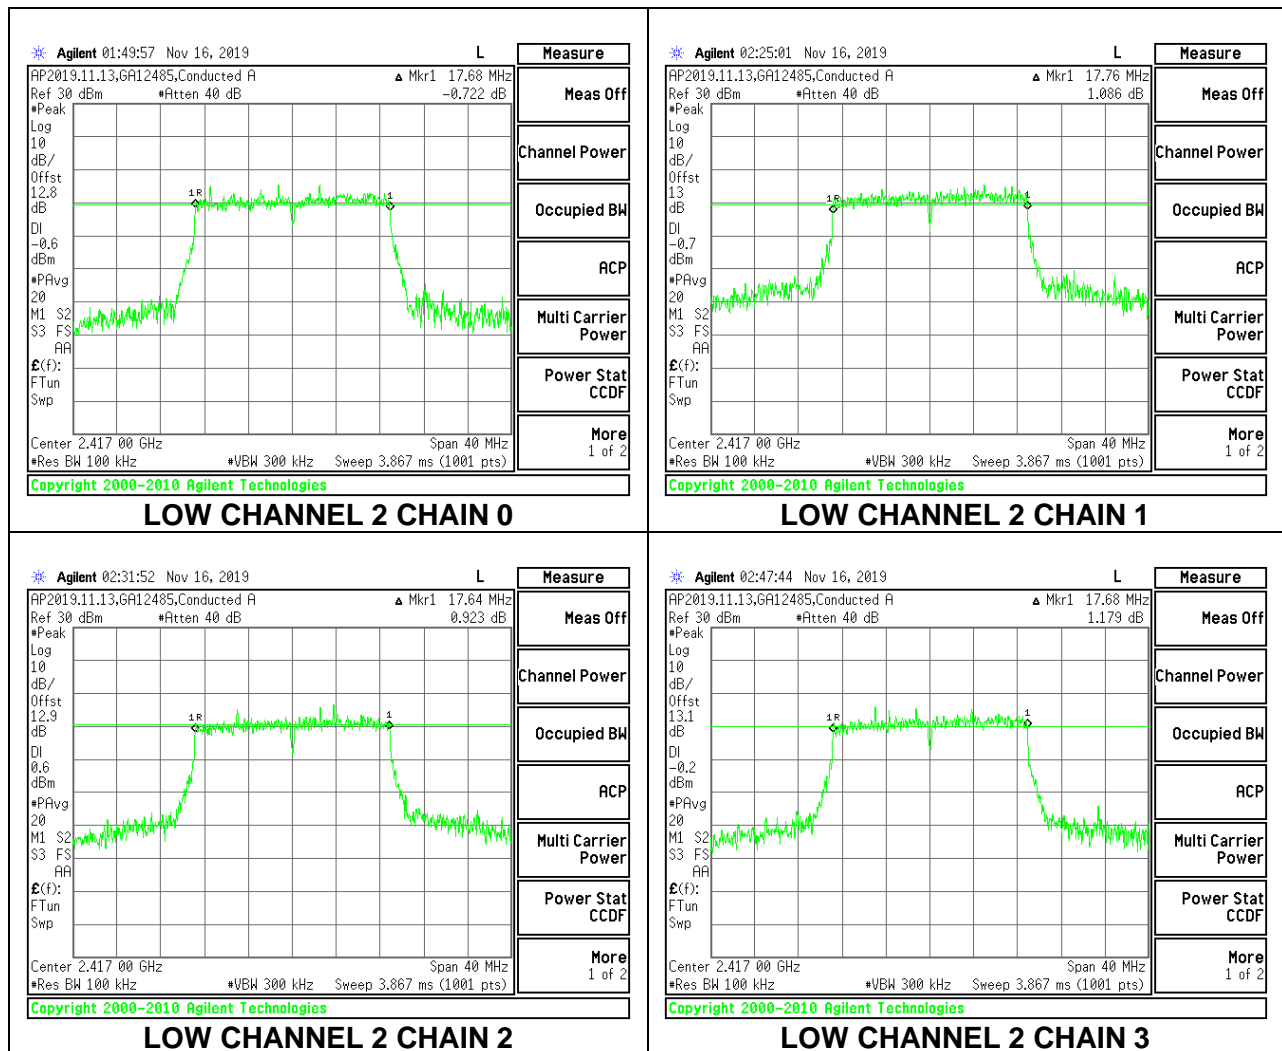 Agilent 01:49:57 Nov 16, 2019 L Measure
AP2019.11.13,GA12485,Conducted A Δ Mkr1 17.68 MHz
Ref 30 dBm #Atten 40 dB -0.722 dB
Meas Off
#Peak
Log
10
dB/
Offst
12.8
dB
DI
-0.6
dBm
#PAvg
20
M1 S2
S3 FS
AA
£(f):
FTun
Swp
1R
1
Channel Power
Occupied BW
ACP
Multi Carrier
Power
Power Stat
CCDF
More
1 of 2
Center 2.417 00 GHz Span 40 MHz
#Res BW 100 kHz #VBW 300 kHz Sweep 3.867 ms (1001 pts)
Copyright 2000-2010 Agilent Technologies
LOW CHANNEL 2 CHAIN 0
Agilent 02:25:01 Nov 16, 2019 L Measure
AP2019.11.13,GA12485,Conducted A Δ Mkr1 17.76 MHz
Ref 30 dBm #Atten 40 dB 1.086 dB
Meas Off
#Peak
Log
10
dB/
Offst
13
dB
DI
-0.7
dBm
#PAvg
20
M1 S2
S3 FS
AA
£(f):
FTun
Swp
1R
1
Channel Power
Occupied BW
ACP
Multi Carrier
Power
Power Stat
CCDF
More
1 of 2
Center 2.417 00 GHz Span 40 MHz
#Res BW 100 kHz #VBW 300 kHz Sweep 3.867 ms (1001 pts)
Copyright 2000-2010 Agilent Technologies
LOW CHANNEL 2 CHAIN 1
Agilent 02:31:52 Nov 16, 2019 L Measure
AP2019.11.13,GA12485,Conducted A Δ Mkr1 17.64 MHz
Ref 30 dBm #Atten 40 dB 0.923 dB
Meas Off
#Peak
Log
10
dB/
Offst
12.9
dB
DI
0.6
dBm
#PAvg
20
M1 S2
S3 FS
AA
£(f):
FTun
Swp
1R
1
Channel Power
Occupied BW
ACP
Multi Carrier
Power
Power Stat
CCDF
More
1 of 2
Center 2.417 00 GHz Span 40 MHz
#Res BW 100 kHz #VBW 300 kHz Sweep 3.867 ms (1001 pts)
Copyright 2000-2010 Agilent Technologies
LOW CHANNEL 2 CHAIN 2
Agilent 02:47:44 Nov 16, 2019 L Measure
AP2019.11.13,GA12485,Conducted A Δ Mkr1 17.68 MHz
Ref 30 dBm #Atten 40 dB 1.179 dB
Meas Off
#Peak
Log
10
dB/
Offst
13.1
dB
DI
-0.2
dBm
#PAvg
20
M1 S2
S3 FS
AA
£(f):
FTun
Swp
1R
1
Channel Power
Occupied BW
ACP
Multi Carrier
Power
Power Stat
CCDF
More
1 of 2
Center 2.417 00 GHz Span 40 MHz
#Res BW 100 kHz #VBW 300 kHz Sweep 3.867 ms (1001 pts)
Copyright 2000-2010 Agilent Technologies
LOW CHANNEL 2 CHAIN 3